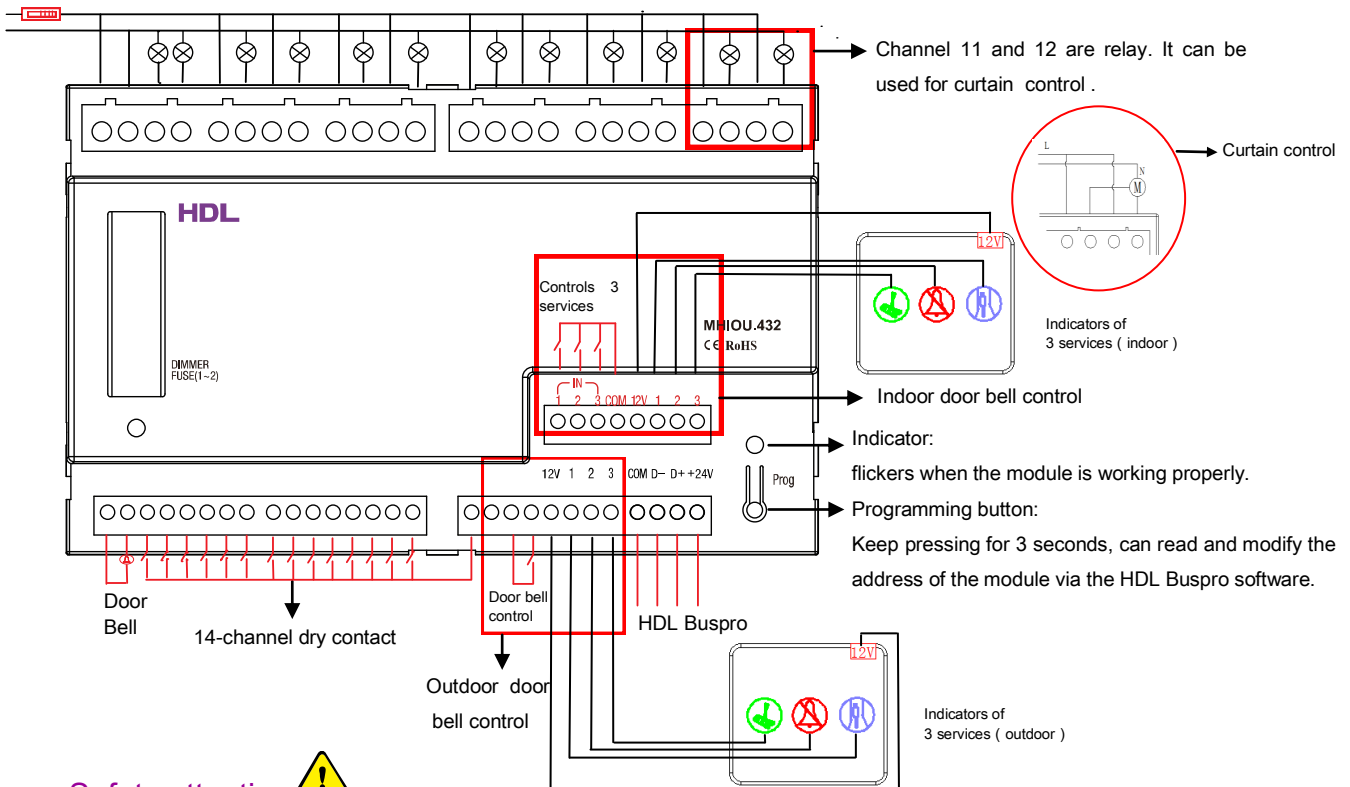 Channel 11 and 12 are relay. It can be
used for curtain control .
Curtain control
L
N
M
HDL
12V
Controls 3
services
MHIOU.432
CE RoHS
Indicators of
3 services ( indoor )
DIMMER
FUSE(1~2)
IN
1 2 3 COM 12V 1 2 3
Indoor door bell control
Indicator:
flickers when the module is working properly.
12V 1 2 3 COM D- D+ +24V
Prog
Programming button:
Keep pressing for 3 seconds, can read and modify the
address of the module via the HDL Buspro software.
Door
Bell
14-channel dry contact
Door bell
control
HDL Buspro
Outdoor door
bell control
12V
Indicators of
3 services ( outdoor )